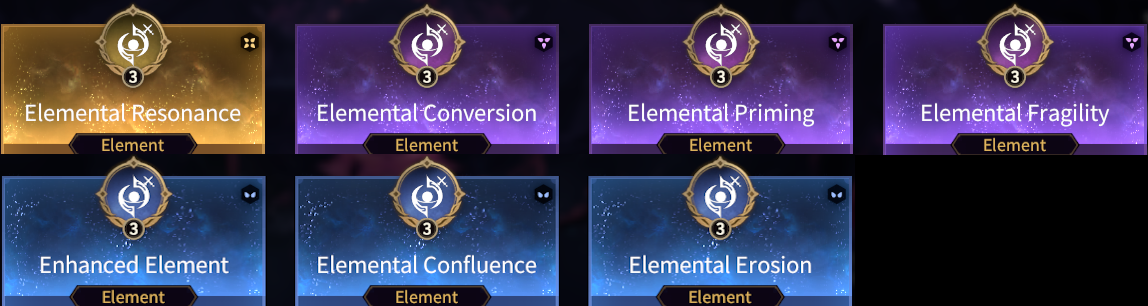 3 3 3 3
Elemental Resonance Elemental Conversion Elemental Priming Elemental Fragility
Element Element Element Element
3 3 3
Enhanced Element Elemental Confluence Elemental Erosion
Element Element Element